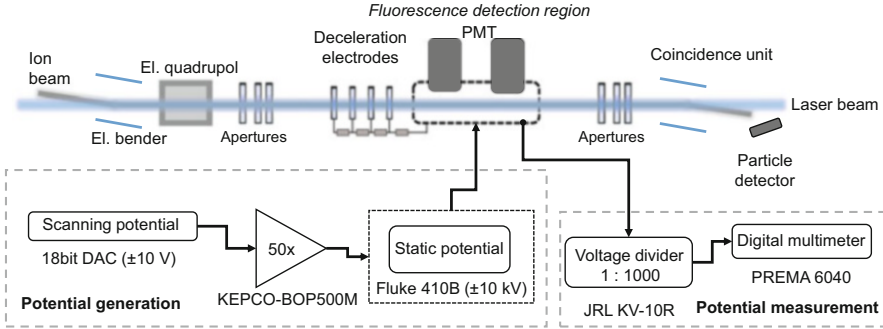 Fluorescence detection region
Deceleration
electrodes
PMT
Coincidence unit
Ion
beam
El. quadrupol
Laser beam
El. bender
Apertures
Apertures
Particle
detector
Scanning potential
18bit DAC (±10 V)
50x
KEPCO-BOP500M
Static potential
Fluke 410B (±10 kV)
Potential generation
Voltage divider
1 : 1000
JRL KV-10R
Digital multimeter
PREMA 6040
Potential measurement